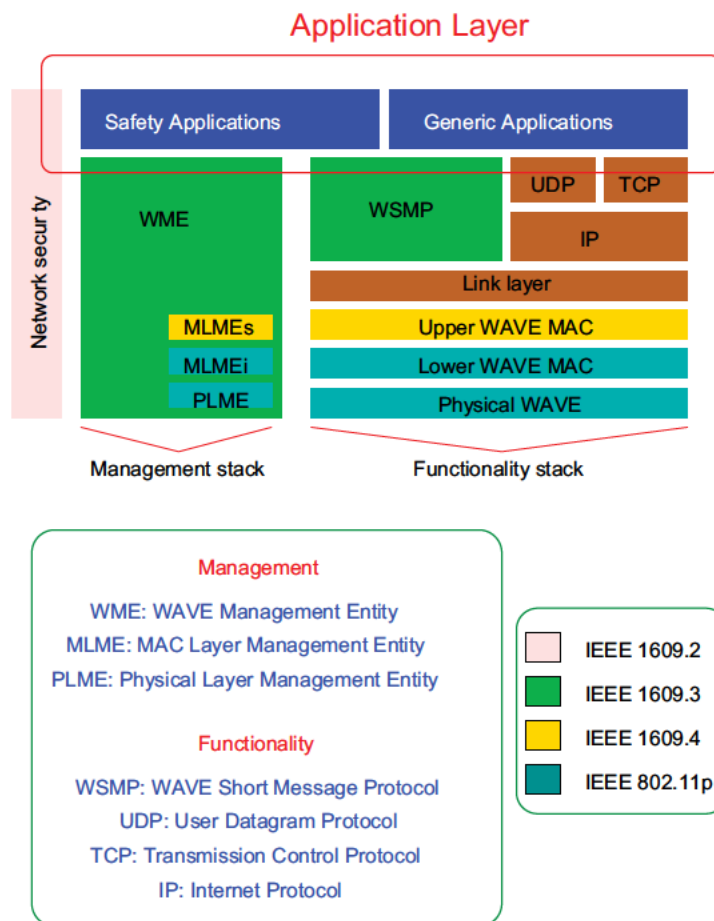 Application Layer
Safety Applications
Generic Applications
Network securty
WME
WSMP
UDP
TCP
IP
Link layer
MLMEs
Upper WAVE MAC
MLMEi
Lower WAVE MAC
PLME
Physical WAVE
Management stack
Functionality stack
Management
WME: WAVE Management Entity
MLME: MAC Layer Management Entity
PLME: Physical Layer Management Entity
Functionality
WSMP: WAVE Short Message Protocol
UDP: User Datagram Protocol
TCP: Transmission Control Protocol
IP: Internet Protocol
IEEE 1609.2
IEEE 1609.3
IEEE 1609.4
IEEE 802.11p